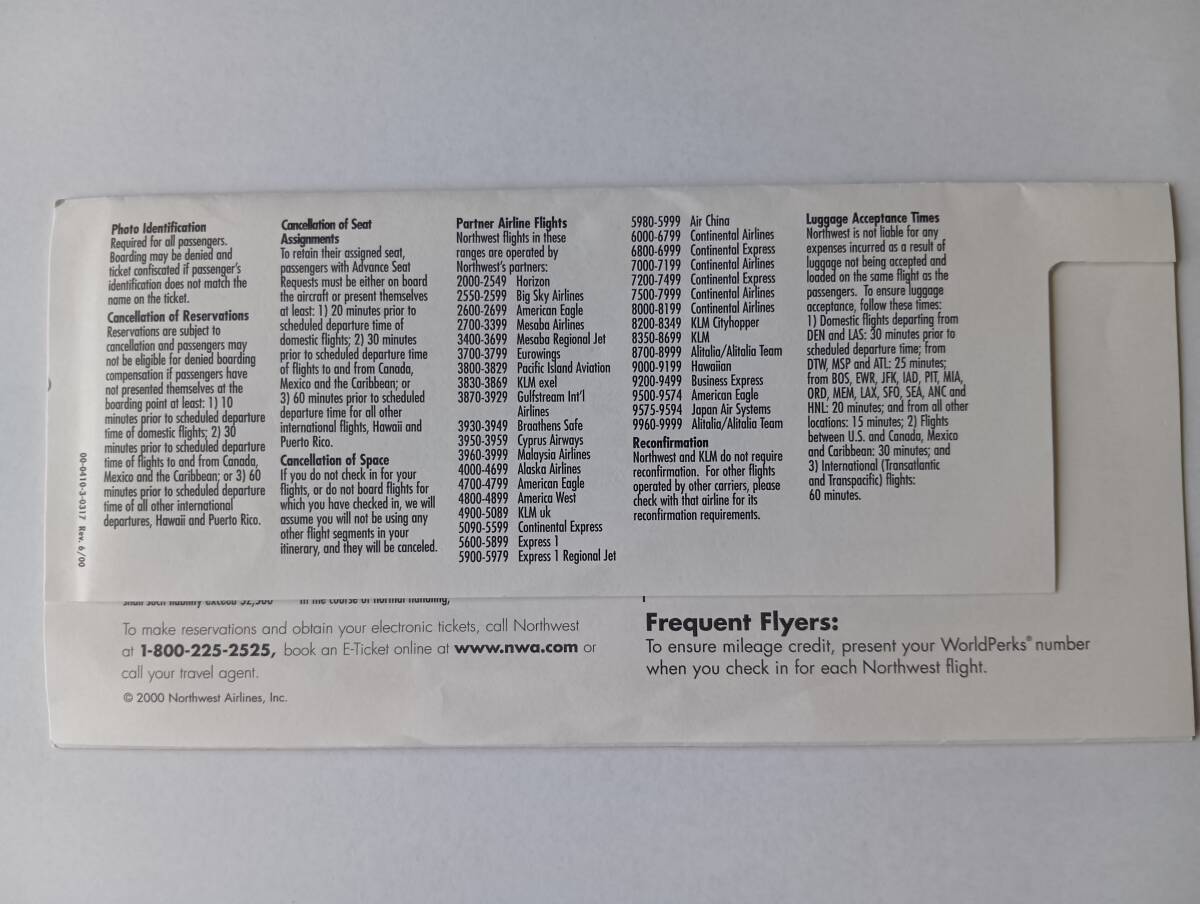 Photo Identification
Required for all passengers.
Boarding may be denied and
ticket confiscated if passenger's
identification does not match the
name on the ticket.
Cancellation of Reservations
Reservations are subject to
cancellation and passengers may
not be eligible for denied boarding
compensation if passengers have
not presented themselves at the
boarding point at least: 1) 10
minutes prior to scheduled departure
time of domestic flights; 2) 30
minutes prior to scheduled departure
time of flights to and from Canada,
Mexico and the Caribbean; or 3) 60
minutes prior to scheduled departure
time of all other international
departures, Hawaii and Puerto Rico.
00-0410-3-0317 Rev. 6/00
Cancellation of Seat
Assignments
To retain their assigned seat,
passengers with Advance Seat
Requests must be either on board
the aircraft or present themselves
at least: 1) 20 minutes prior to
scheduled departure time of
domestic flights; 2) 30 minutes
prior to scheduled departure time
of flights to and from Canada,
Mexico and the Caribbean; or
3) 60 minutes prior to scheduled
departure time for all other
international flights, Hawaii and
Puerto Rico.
Cancellation of Space
If you do not check in for your
flights, or do not board flights for
which you have checked in, we will
assume you will not be using any
other flight segments in your
itinerary, and they will be canceled.
Partner Airline Flights
Northwest flights in these
ranges are operated by
Northwest's partners:
2000-2549 Horizon
2550-2599 Big Sky Airlines
2600-2699 American Eagle
2700-3399 Mesaba Airlines
3400-3699 Mesaba Regional Jet
3700-3799 Eurowings
3800-3829 Pacific Island Aviation
3830-3869 KLM exel
3870-3929 Gulfstream Int'l
Airlines
3930-3949 Braathens Safe
3950-3959 Cyprus Airways
3960-3999 Malaysia Airlines
4000-4699 Alaska Airlines
4700-4799 American Eagle
4800-4899 America West
4900-5089 KLM uk
5090-5599 Continental Express
5600-5899 Express 1
5900-5979 Express 1 Regional Jet
5980-5999 Air China
6000-6799 Continental Airlines
6800-6999 Continental Express
7000-7199 Continental Airlines
7200-7499 Continental Express
7500-7999 Continental Airlines
8000-8199 Continental Airlines
8200-8349 KLM Cityhopper
8350-8699 KLM
8700-8999 Alitalia/Alitalia Team
9000-9199 Hawaiian
9200-9499 Business Express
9500-9574 American Eagle
9575-9594 Japan Air Systems
9960-9999 Alitalia/Alitalia Team
Reconfirmation
Northwest and KLM do not require
reconfirmation. For other flights
operated by other carriers, please
check with that airline for its
reconfirmation requirements.
Luggage Acceptance Times
Northwest is not liable for any
expenses incurred as a result of
luggage not being accepted and
loaded on the same flight as the
passengers. To ensure luggage
acceptance, follow these times:
1) Domestic flights departing from
DEN and LAS: 30 minutes prior to
scheduled departure time; from
DTW, MSP and ATL: 25 minutes;
from BOS, EWR, JFK, IAD, PIT, MIA,
ORD, MEM, LAX, SFO, SEA, ANC and
HNL: 20 minutes; and from all other
locations: 15 minutes; 2) Flights
between U.S. and Canada, Mexico
and Caribbean: 30 minutes; and
3) International (Transatlantic
and Transpacific) flights:
60 minutes.
shall such liability exceed $2,500
in the course of normal handling,
To make reservations and obtain your electronic tickets, call Northwest
at 1-800-225-2525, book an E-Ticket online at www.nwa.com or
call your travel agent.
© 2000 Northwest Airlines, Inc.
Frequent Flyers:
To ensure mileage credit, present your WorldPerks® number
when you check in for each Northwest flight.